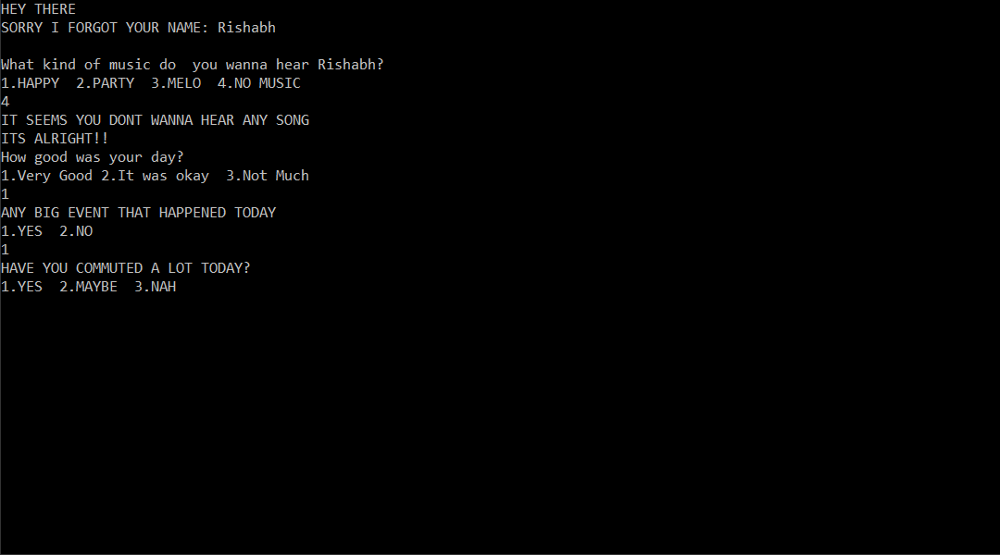 HEY THERE
SORRY I FORGOT YOUR NAME: Rishabh
What kind of music do  you wanna hear Rishabh?
1.HAPPY  2.PARTY  3.MELO  4.NO MUSIC
4
IT SEEMS YOU DONT WANNA HEAR ANY SONG
ITS ALRIGHT!!
How good was your day?
1.Very Good 2.It was okay  3.Not Much
1
ANY BIG EVENT THAT HAPPENED TODAY
1.YES  2.NO
1
HAVE YOU COMMUTED A LOT TODAY?
1.YES  2.MAYBE  3.NAH